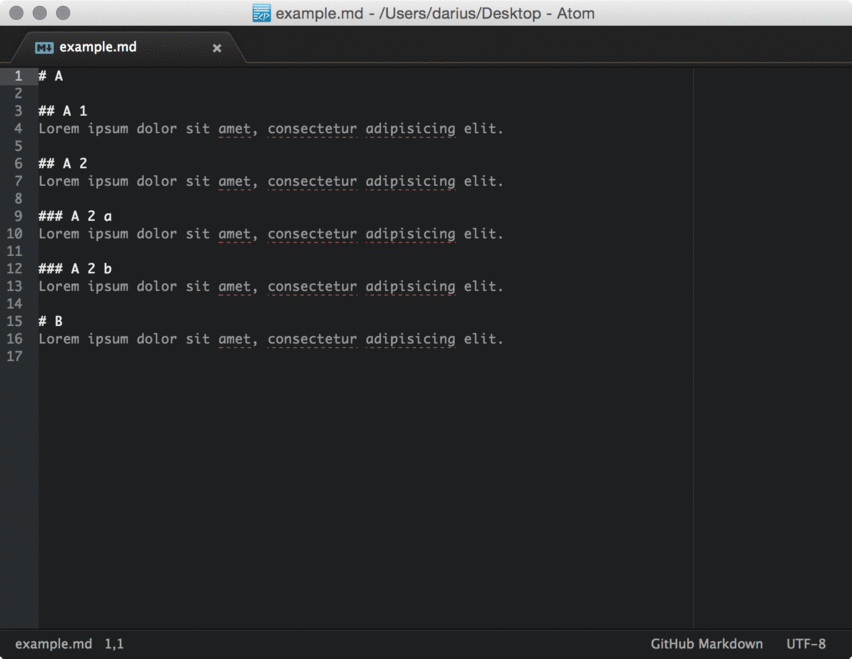 example.md - /Users/darius/Desktop - Atom
example.md
1 # A
2
3 ## A 1
4 Lorem ipsum dolor sit amet, consectetur adipisicing elit.
5
6 ## A 2
7 Lorem ipsum dolor sit amet, consectetur adipisicing elit.
8
9 ### A 2 a
10 Lorem ipsum dolor sit amet, consectetur adipisicing elit.
11
12 ### A 2 b
13 Lorem ipsum dolor sit amet, consectetur adipisicing elit.
14
15 # B
16 Lorem ipsum dolor sit amet, consectetur adipisicing elit.
17
example.md 1,1 GitHub Markdown UTF-8